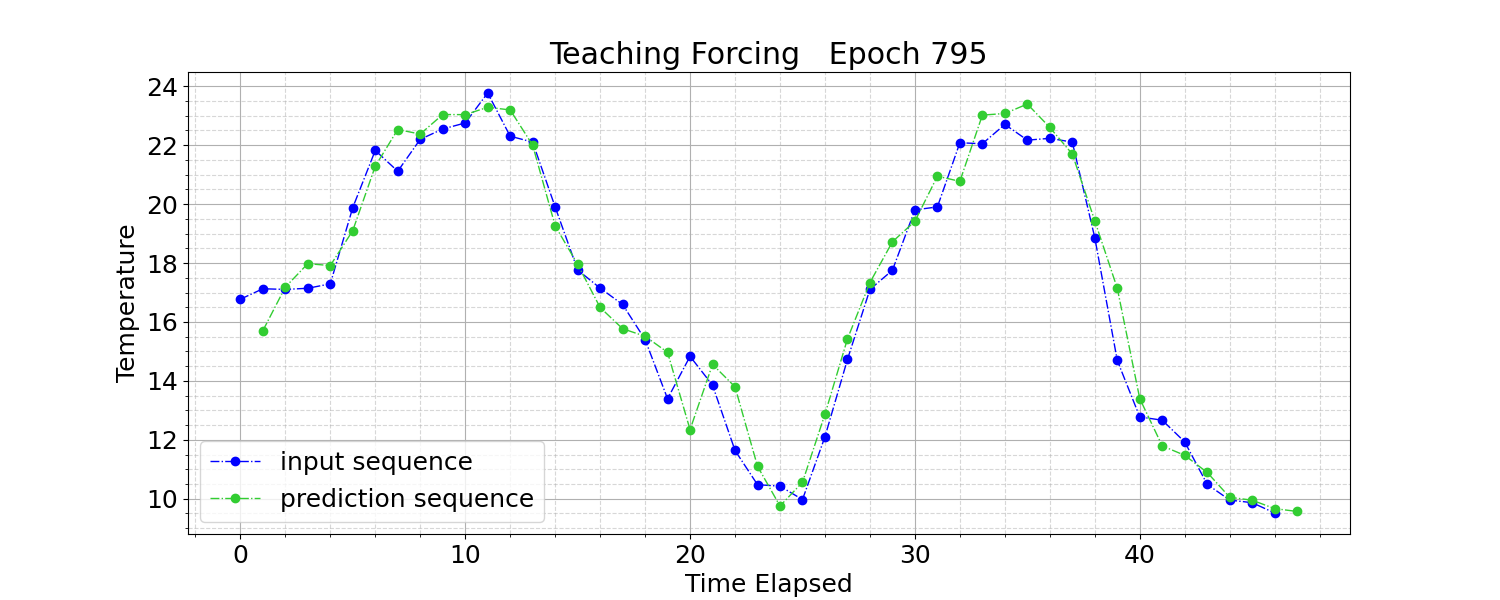 Teaching Forcing   Epoch 795
24
22
20
18
16
14
12
10
Temperature
input sequence
prediction sequence
0 10 20 30 40
Time Elapsed